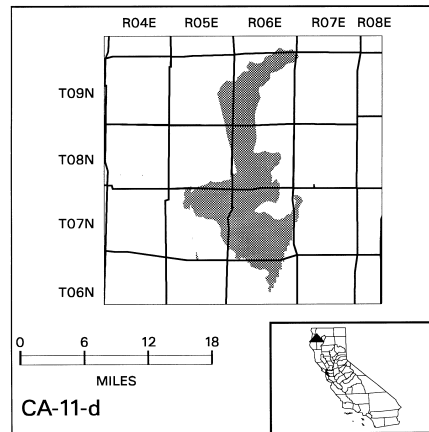 R04E R05E R06E R07E R08E
T09N
T08N
T07N
T06N
0 6 12 18
MILES
CA-11-d